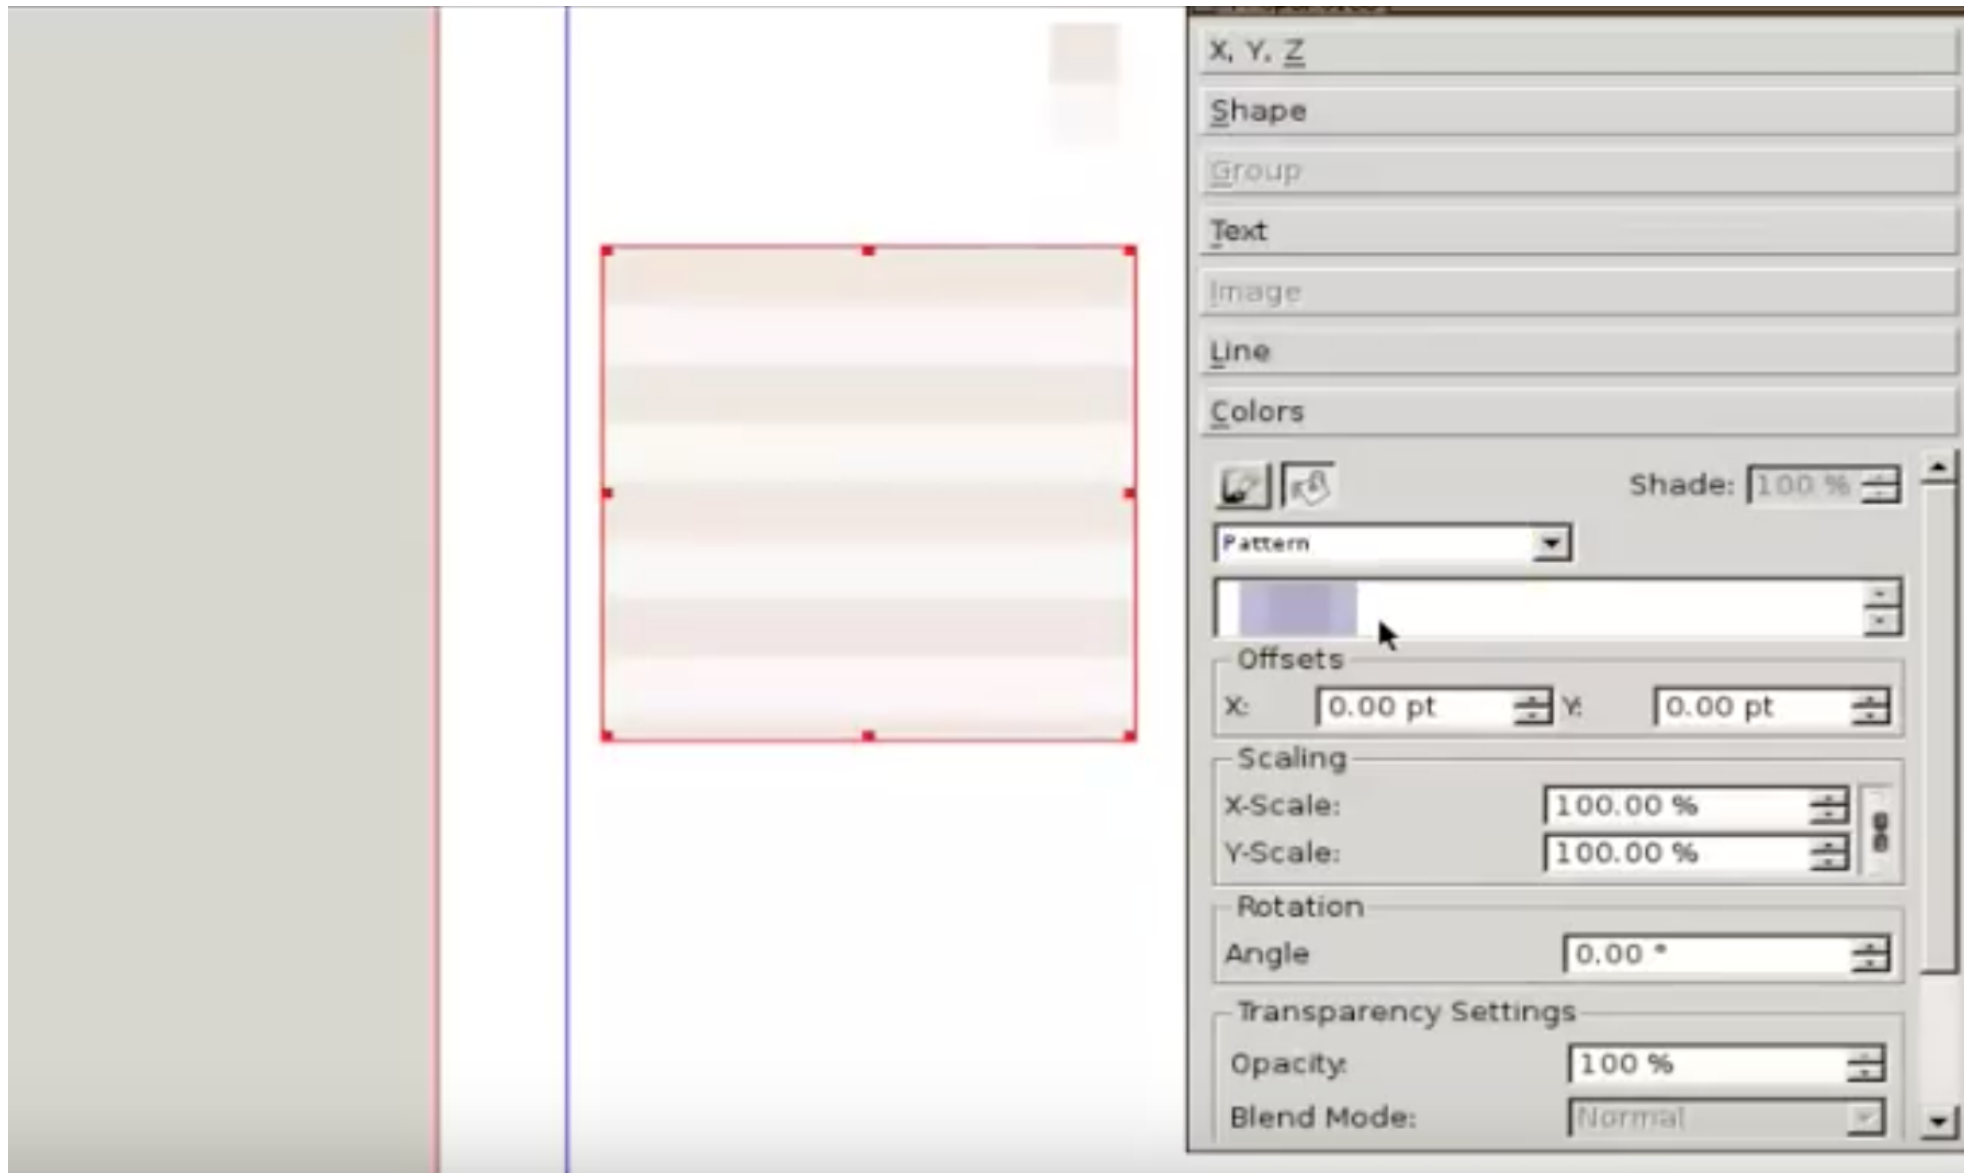 X, Y, Z
Shape
Group
Text
Image
Line
Colors
Shade: 100 %
Pattern
Offsets
X: 0.00 pt Y: 0.00 pt
Scaling
X-Scale: 100.00 %
Y-Scale: 100.00 %
Rotation
Angle 0.00 °
Transparency Settings
Opacity: 100 %
Blend Mode: Normal